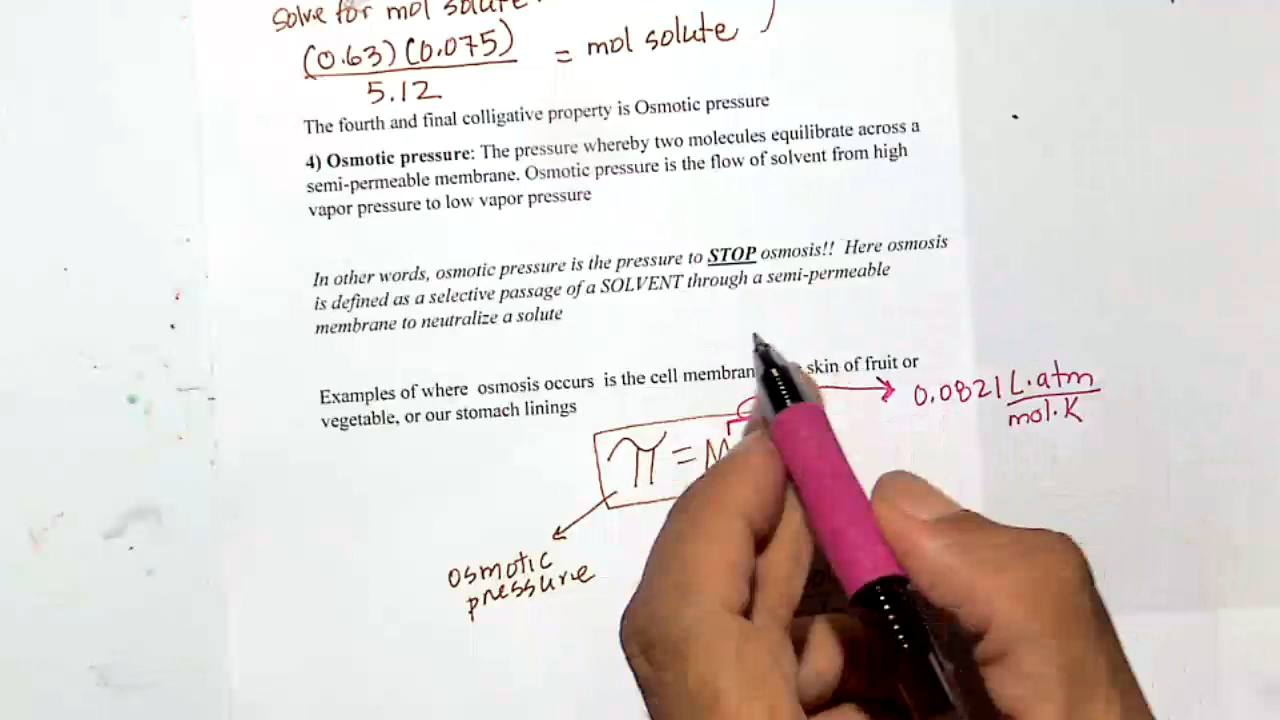 Solve for mol solute
(0.63)(0.075) = mol solute )
5.12
The fourth and final colligative property is Osmotic pressure
4) Osmotic pressure: The pressure whereby two molecules equilibrate across a
semi-permeable membrane. Osmotic pressure is the flow of solvent from high
vapor pressure to low vapor pressure
In other words, osmotic pressure is the pressure to STOP osmosis!! Here osmosis
is defined as a selective passage of a SOLVENT through a semi-permeable
membrane to neutralize a solute
Examples of where osmosis occurs is the cell membran skin of fruit or
vegetable, or our stomach linings
0.0821 L·atm
mol·K
π = M
osmotic
pressure